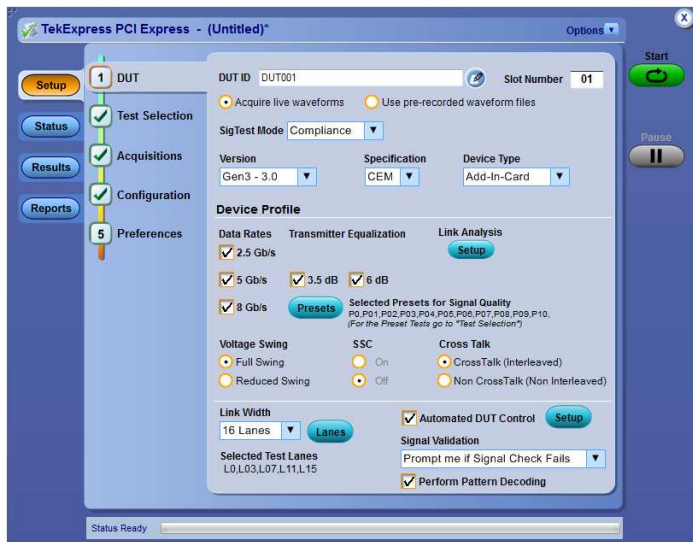 TekExpress PCI Express - (Untitled)*
Options
X
Start
Setup
Status
Results
Reports
1 DUT
Test Selection
Acquisitions
Configuration
5 Preferences
DUT ID DUT001 Slot Number 01
Acquire live waveforms Use pre-recorded waveform files
SigTest Mode Compliance
Pause
Version Specification Device Type
Gen3 - 3.0 CEM Add-In-Card
Device Profile
Data Rates Transmitter Equalization Link Analysis
2.5 Gb/s Setup
5 Gb/s 3.5 dB 6 dB
8 Gb/s Presets Selected Presets for Signal Quality
P0,P01,P02,P03,P04,P05,P06,P07,P08,P09,P10,
(For the Preset Tests go to "Test Selection")
Voltage Swing SSC Cross Talk
Full Swing On CrossTalk (Interleaved)
Reduced Swing Off Non CrossTalk (Non Interleaved)
Link Width
16 Lanes Lanes
Automated DUT Control Setup
Signal Validation
Prompt me if Signal Check Fails
Selected Test Lanes
L0,L03,L07,L11,L15
Perform Pattern Decoding
Status Ready